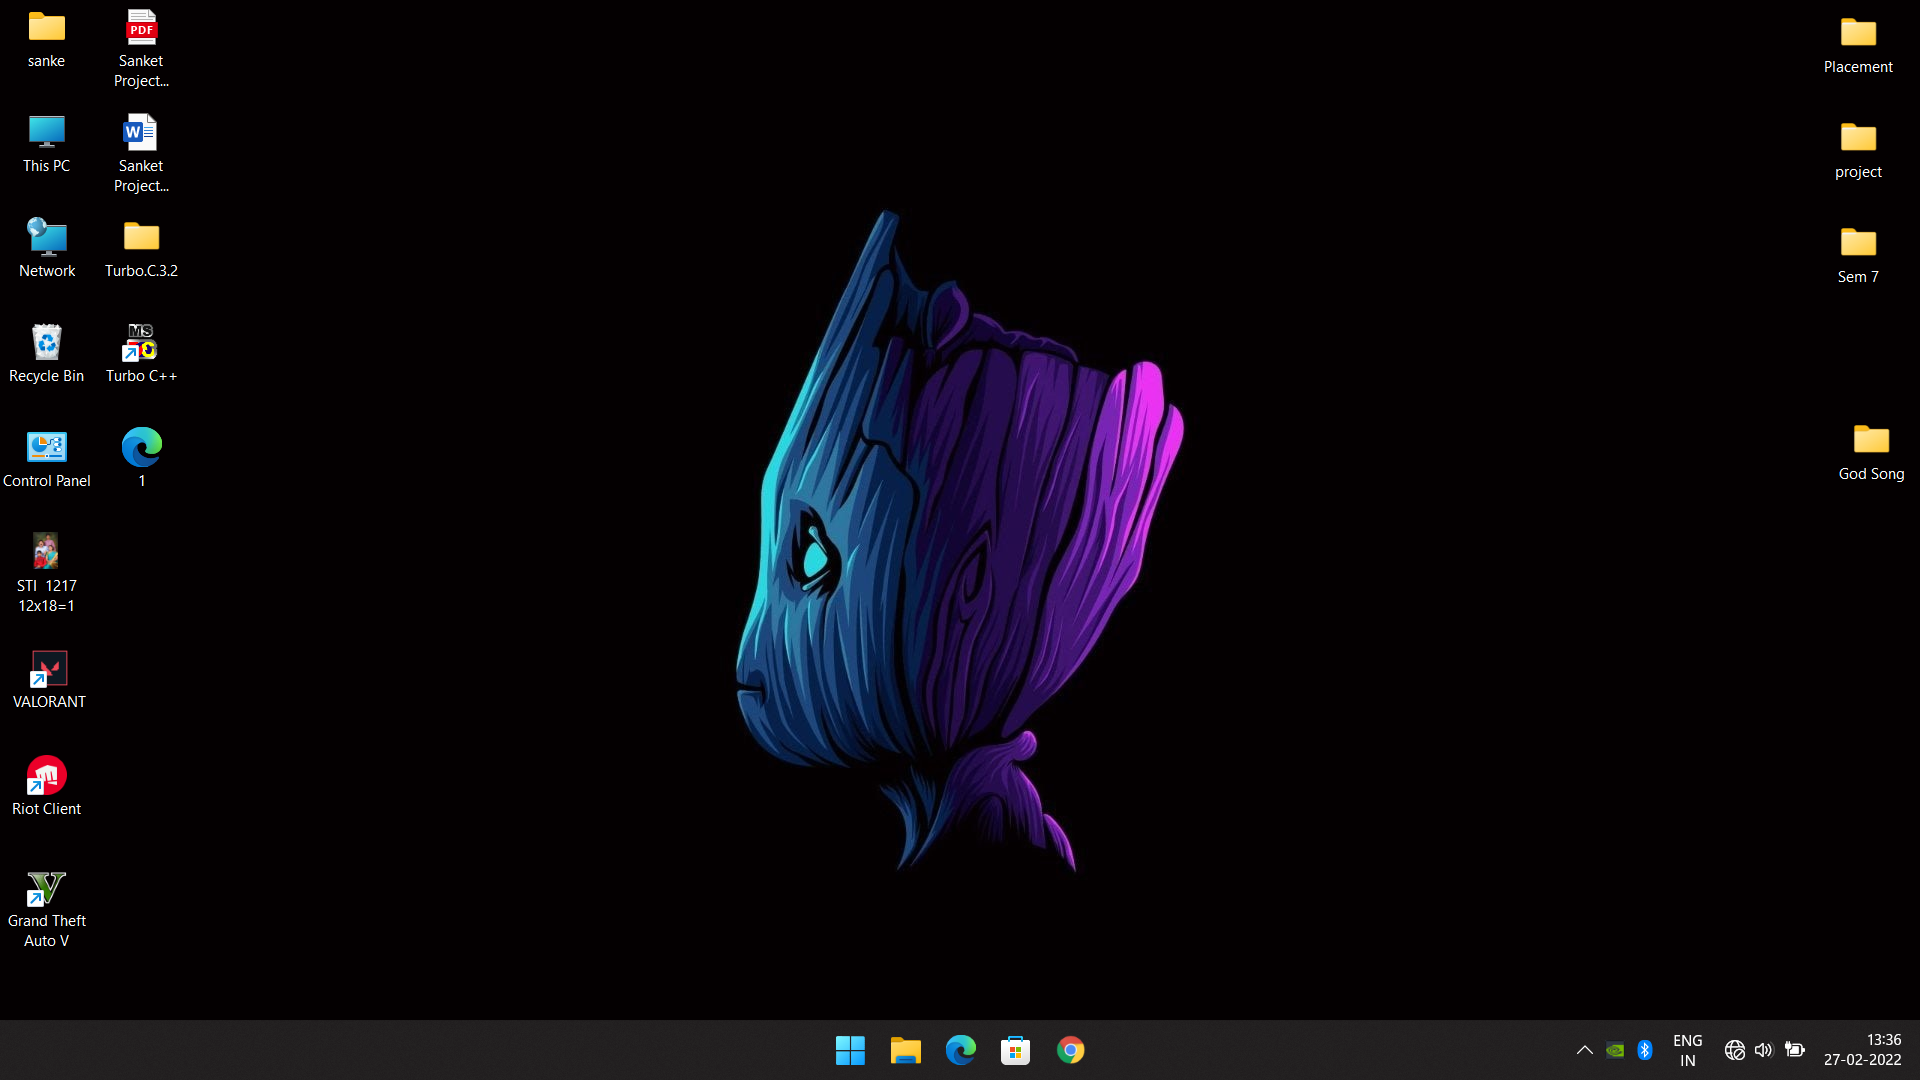 sanke
Sanket
Project...
This PC
Sanket
Project...
Network
Turbo.C.3.2
Recycle Bin
Turbo C++
Control Panel
1
STI 1217
12x18=1
VALORANT
Riot Client
Grand Theft
Auto V
Placement
project
Sem 7
God Song
PDF
W
MS
V
ENG
IN
13:36
27-02-2022